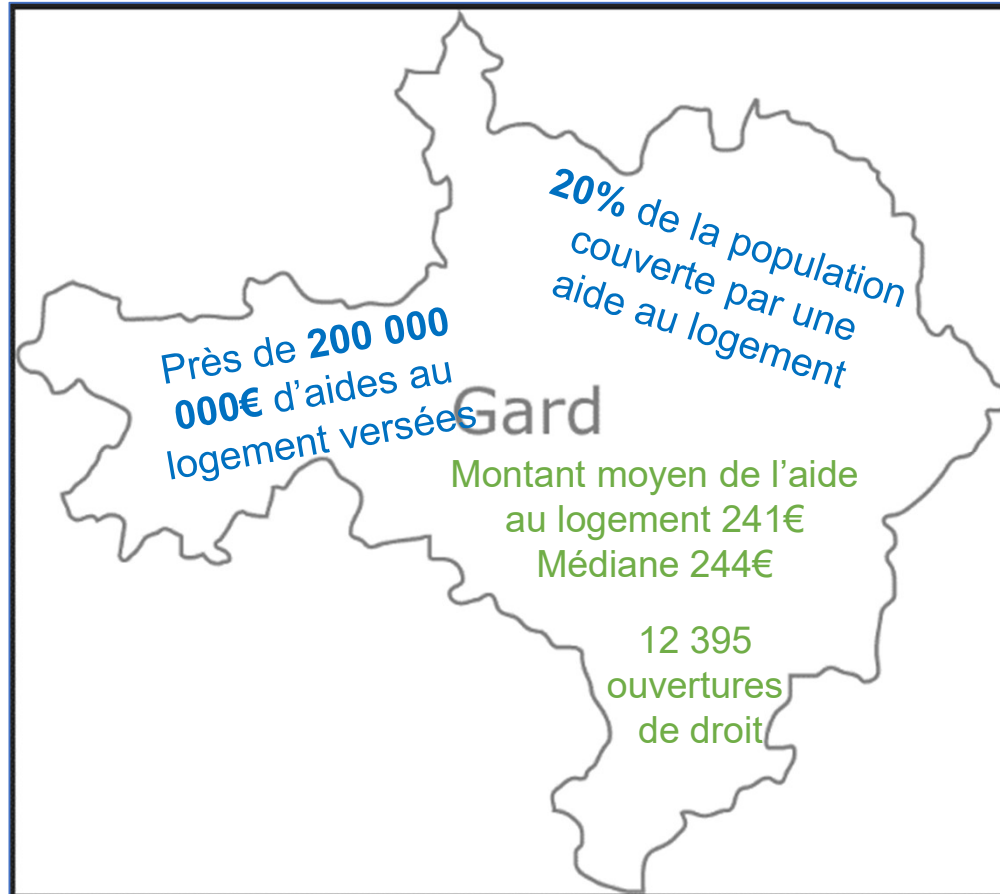 20% de la population
couverte par une
aide au logement
Près de 200 000
000€ d’aides au
logement versées
Gard
Montant moyen de l’aide
au logement 241€
Médiane 244€
12 395
ouvertures
de droit